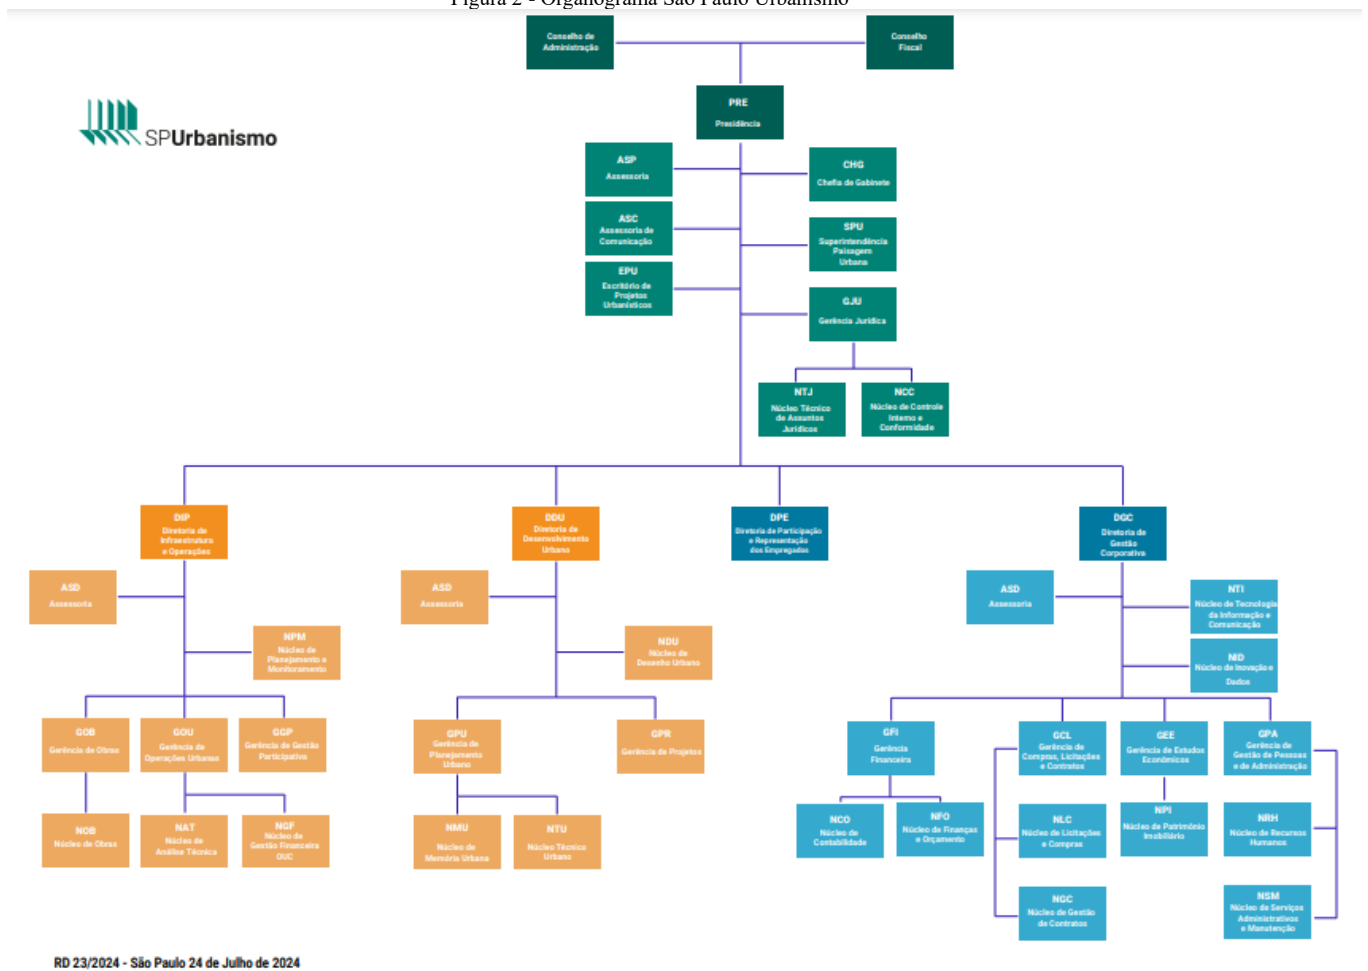 Figura 2 - Organograma São Paulo Urbanismo
Conselho de
Administração
Conselho
Fiscal
PRE
Presidência
SPUrbanismo
ASP
Assessoria
CHG
Chefia de Gabinete
ASC
Assessoria de
Comunicação
SPU
Superintendência
Paisagem
Urbana
EPU
Escritório de
Projetos
Urbanísticos
GJU
Gerência Jurídica
NTJ
Núcleo Técnico
de Assuntos
Jurídicos
NCC
Núcleo de Controle
Interno e
Conformidade
DIP
Diretoria de
Infraestrutura
e Operações
DDU
Diretoria de
Desenvolvimento
Urbano
DPE
Diretoria de Participação
e Representação
dos Empregados
DGC
Diretoria de
Gestão
Corporativa
ASD
Assessoria
NPM
Núcleo de
Planejamento e
Monitoramento
GOB
Gerência de Obras
GOU
Gerência de
Operações Urbanas
GGP
Gerência de Gestão
Participativa
NOB
Núcleo de Obras
NAT
Núcleo de
Análise Técnica
NGF
Núcleo de
Gestão Financeira
OUC
ASD
Assessoria
NDU
Núcleo de
Desenho Urbano
GPU
Gerência de
Planejamento
Urbano
GPR
Gerência de Projetos
NMU
Núcleo de
Memória Urbana
NTU
Núcleo Técnico
Urbano
ASD
Assessoria
NTI
Núcleo de Tecnologia
da Informação e
Comunicação
NID
Núcleo de Inovação e
Dados
GFI
Gerência
Financeira
GCL
Gerência de
Compras, Licitações
e Contratos
GEE
Gerência de Estudos
Econômicos
GPA
Gerência de
Gestão de Pessoas
e de Administração
NCO
Núcleo de
Contabilidade
NFO
Núcleo de Finanças
e Orçamento
NLC
Núcleo de Licitações
e Compras
NPI
Núcleo de Patrimônio
Imobiliário
NRH
Núcleo de Recursos
Humanos
NGC
Núcleo de Gestão
de Contratos
NSM
Núcleo de Serviços
Administrativos
e Manutenção
RD 23/2024 - São Paulo 24 de Julho de 2024